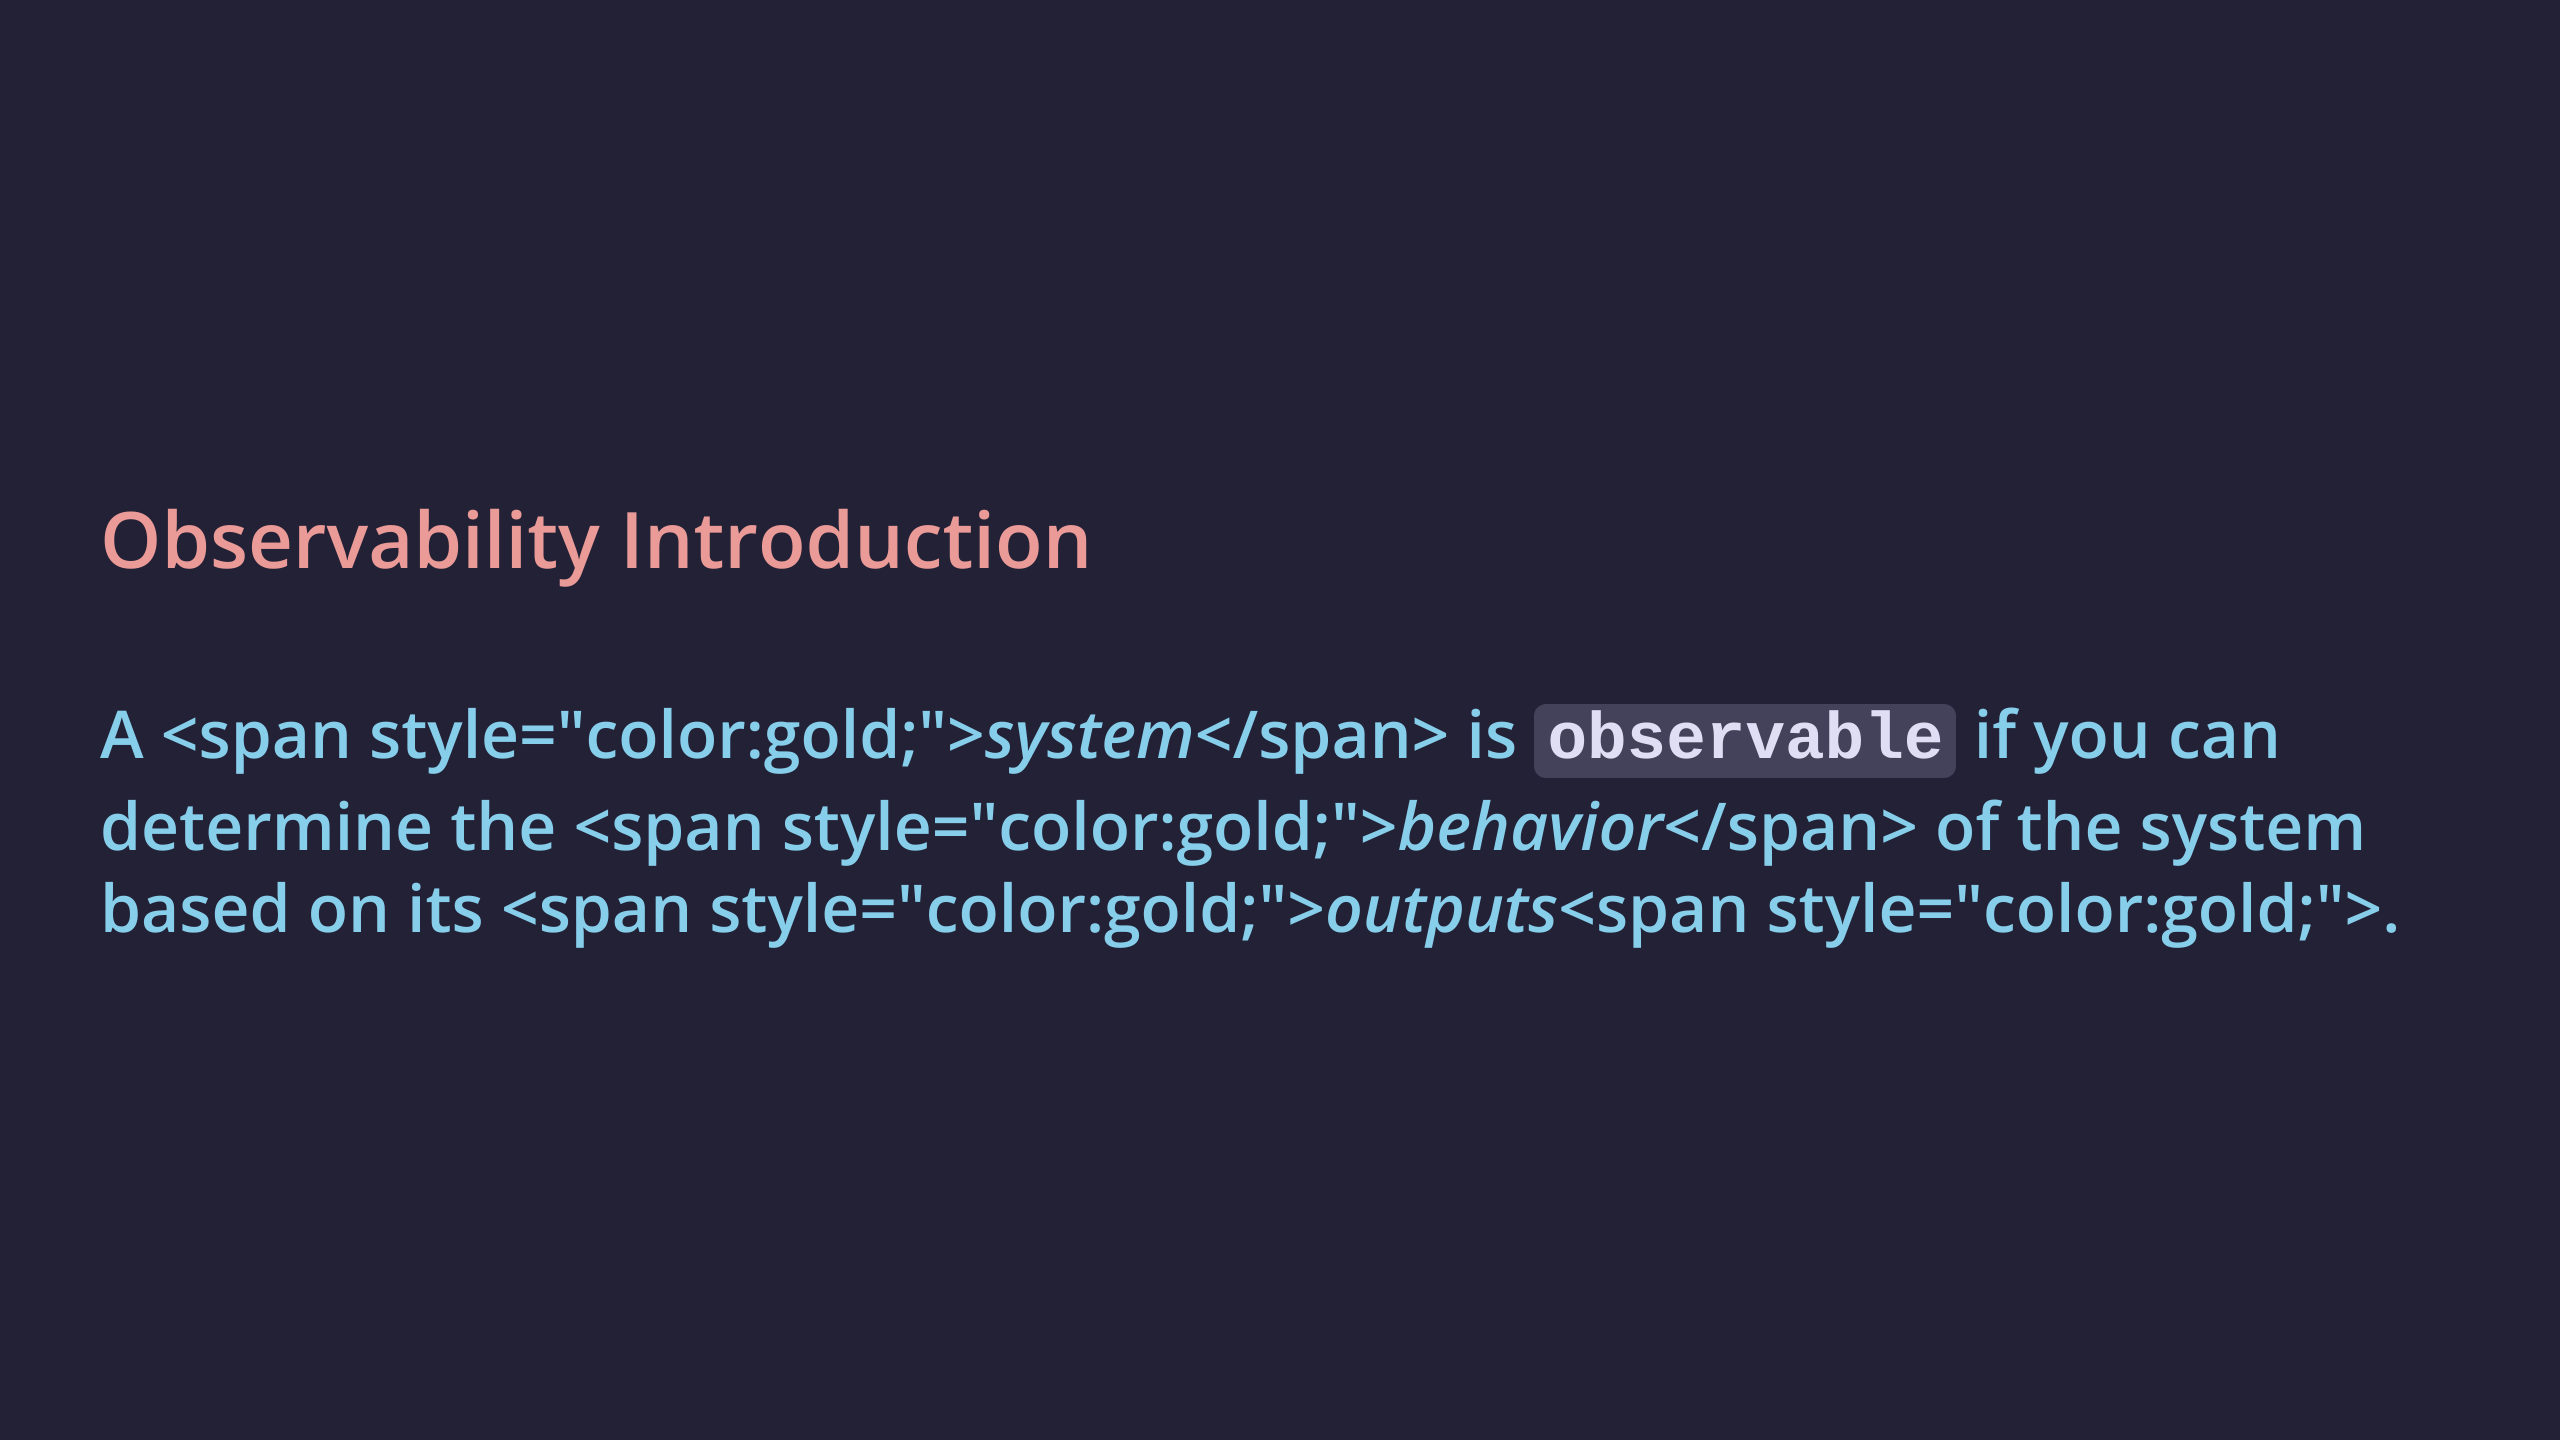 Observability Introduction
A <span style="color:gold;">system</span> is observable if you can
determine the <span style="color:gold;">behavior</span> of the system
based on its <span style="color:gold;">outputs<span style="color:gold;">.